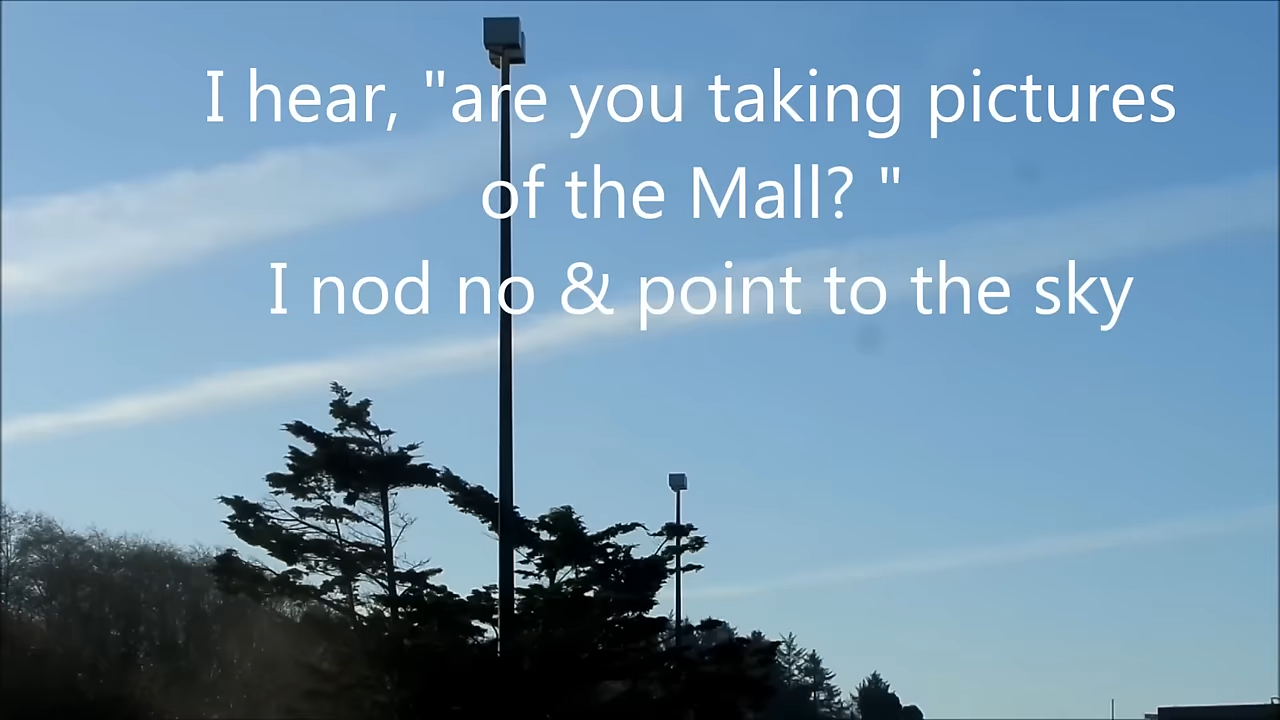 I hear, "are you taking pictures
of the Mall? "
I nod no & point to the sky